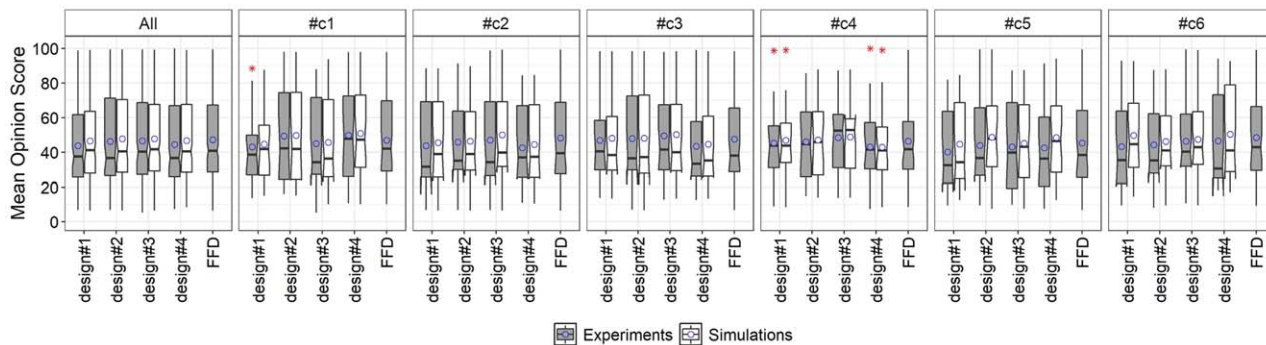 All #c1 #c2 #c3 #c4 #c5 #c6
Mean Opinion Score
100
80
60
40
20
0
design#1 design#2 design#3 design#4 FFD design#1 design#2 design#3 design#4 FFD design#1 design#2 design#3 design#4 FFD design#1 design#2 design#3 design#4 FFD design#1 design#2 design#3 design#4 FFD design#1 design#2 design#3 design#4 FFD design#1 design#2 design#3 design#4 FFD
Experiments Simulations